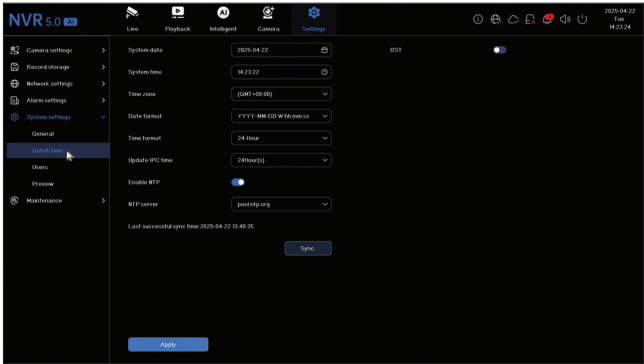 NVR 5.0 AI
Live
Playback
AI
Intelligent
Camera
Settings
1
2025-04-22
Tue.
14:23:24
Camera settings
Record storage
Network settings
Alarm settings
System settings
General
Date&Time
Users
Preview
Maintenance
System date
2025-04-22
DST
System time
14:23:22
Time zone
(GMT+08:00)
Date format
YYYY-MM-DD W hh:mm:ss
Time format
24-Hour
Update IPC time
24Hour(s)
Enable NTP
NTP server
pool.ntp.org
Last successful sync time:2025-04-22 13:40:35
Sync.
Apply